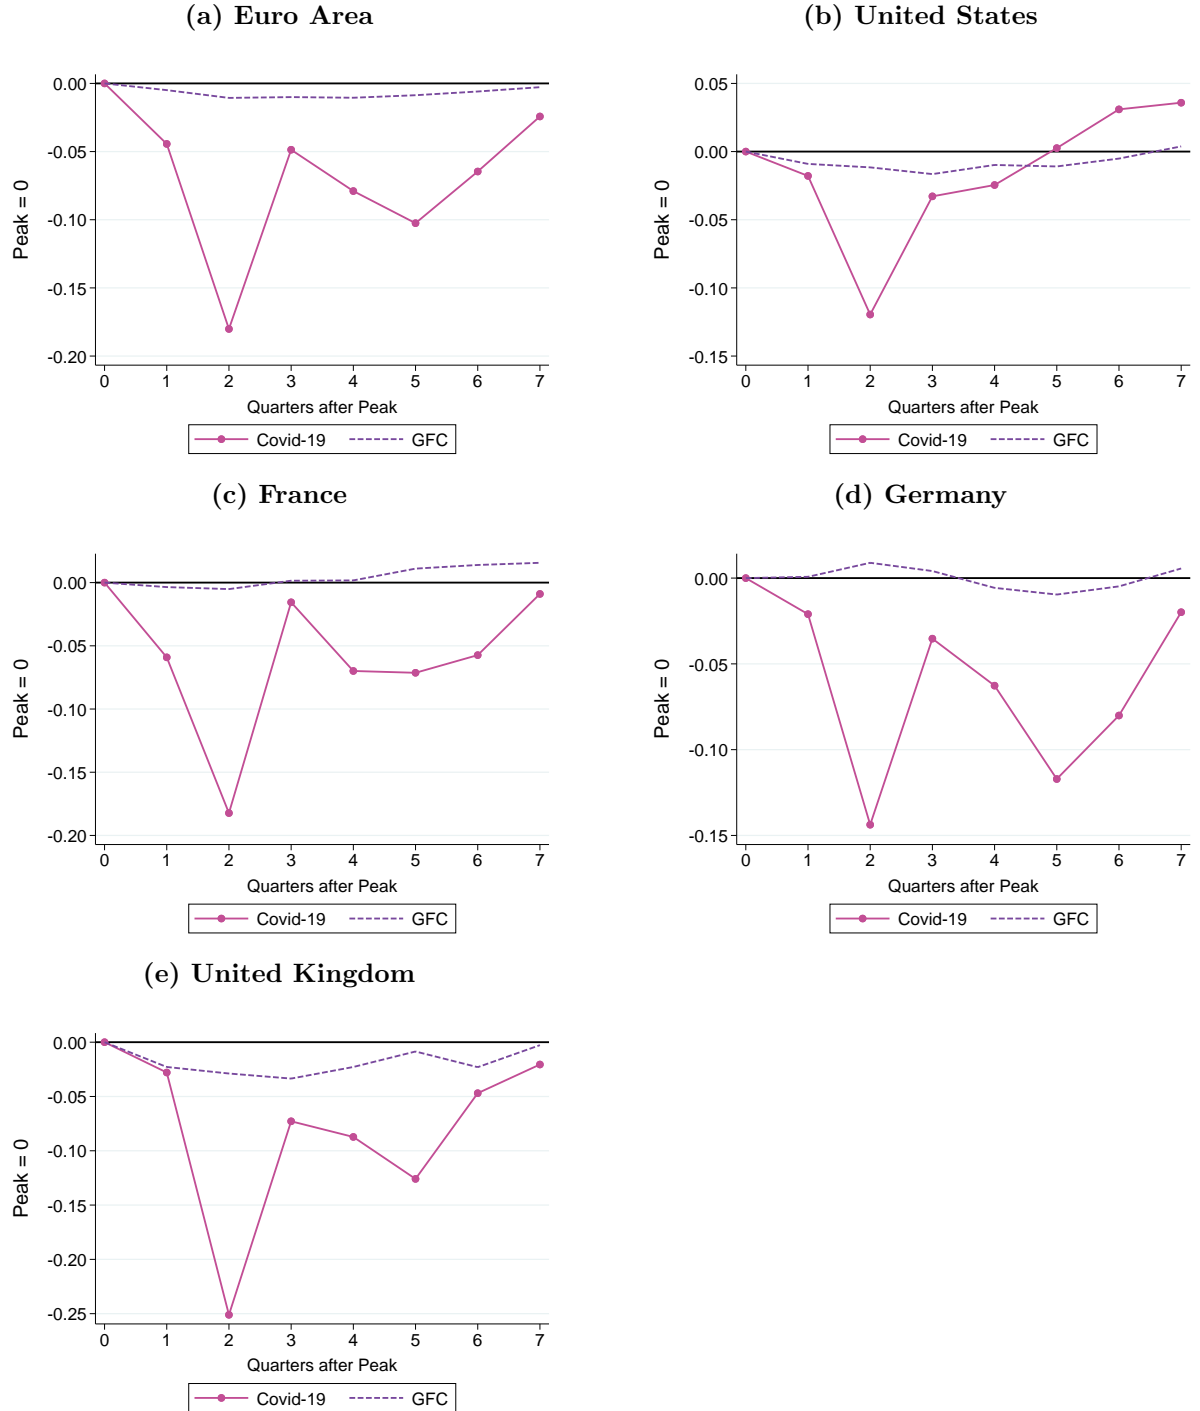 (a) Euro Area
0.00
-0.05
-0.10
-0.15
-0.20
Peak = 0
0 1 2 3 4 5 6 7
Quarters after Peak
Covid-19 GFC
(b) United States
0.05
0.00
-0.05
-0.10
-0.15
Peak = 0
0 1 2 3 4 5 6 7
Quarters after Peak
Covid-19 GFC
(c) France
0.00
-0.05
-0.10
-0.15
-0.20
Peak = 0
0 1 2 3 4 5 6 7
Quarters after Peak
Covid-19 GFC
(d) Germany
0.00
-0.05
-0.10
-0.15
Peak = 0
0 1 2 3 4 5 6 7
Quarters after Peak
Covid-19 GFC
(e) United Kingdom
0.00
-0.05
-0.10
-0.15
-0.20
-0.25
Peak = 0
0 1 2 3 4 5 6 7
Quarters after Peak
Covid-19 GFC